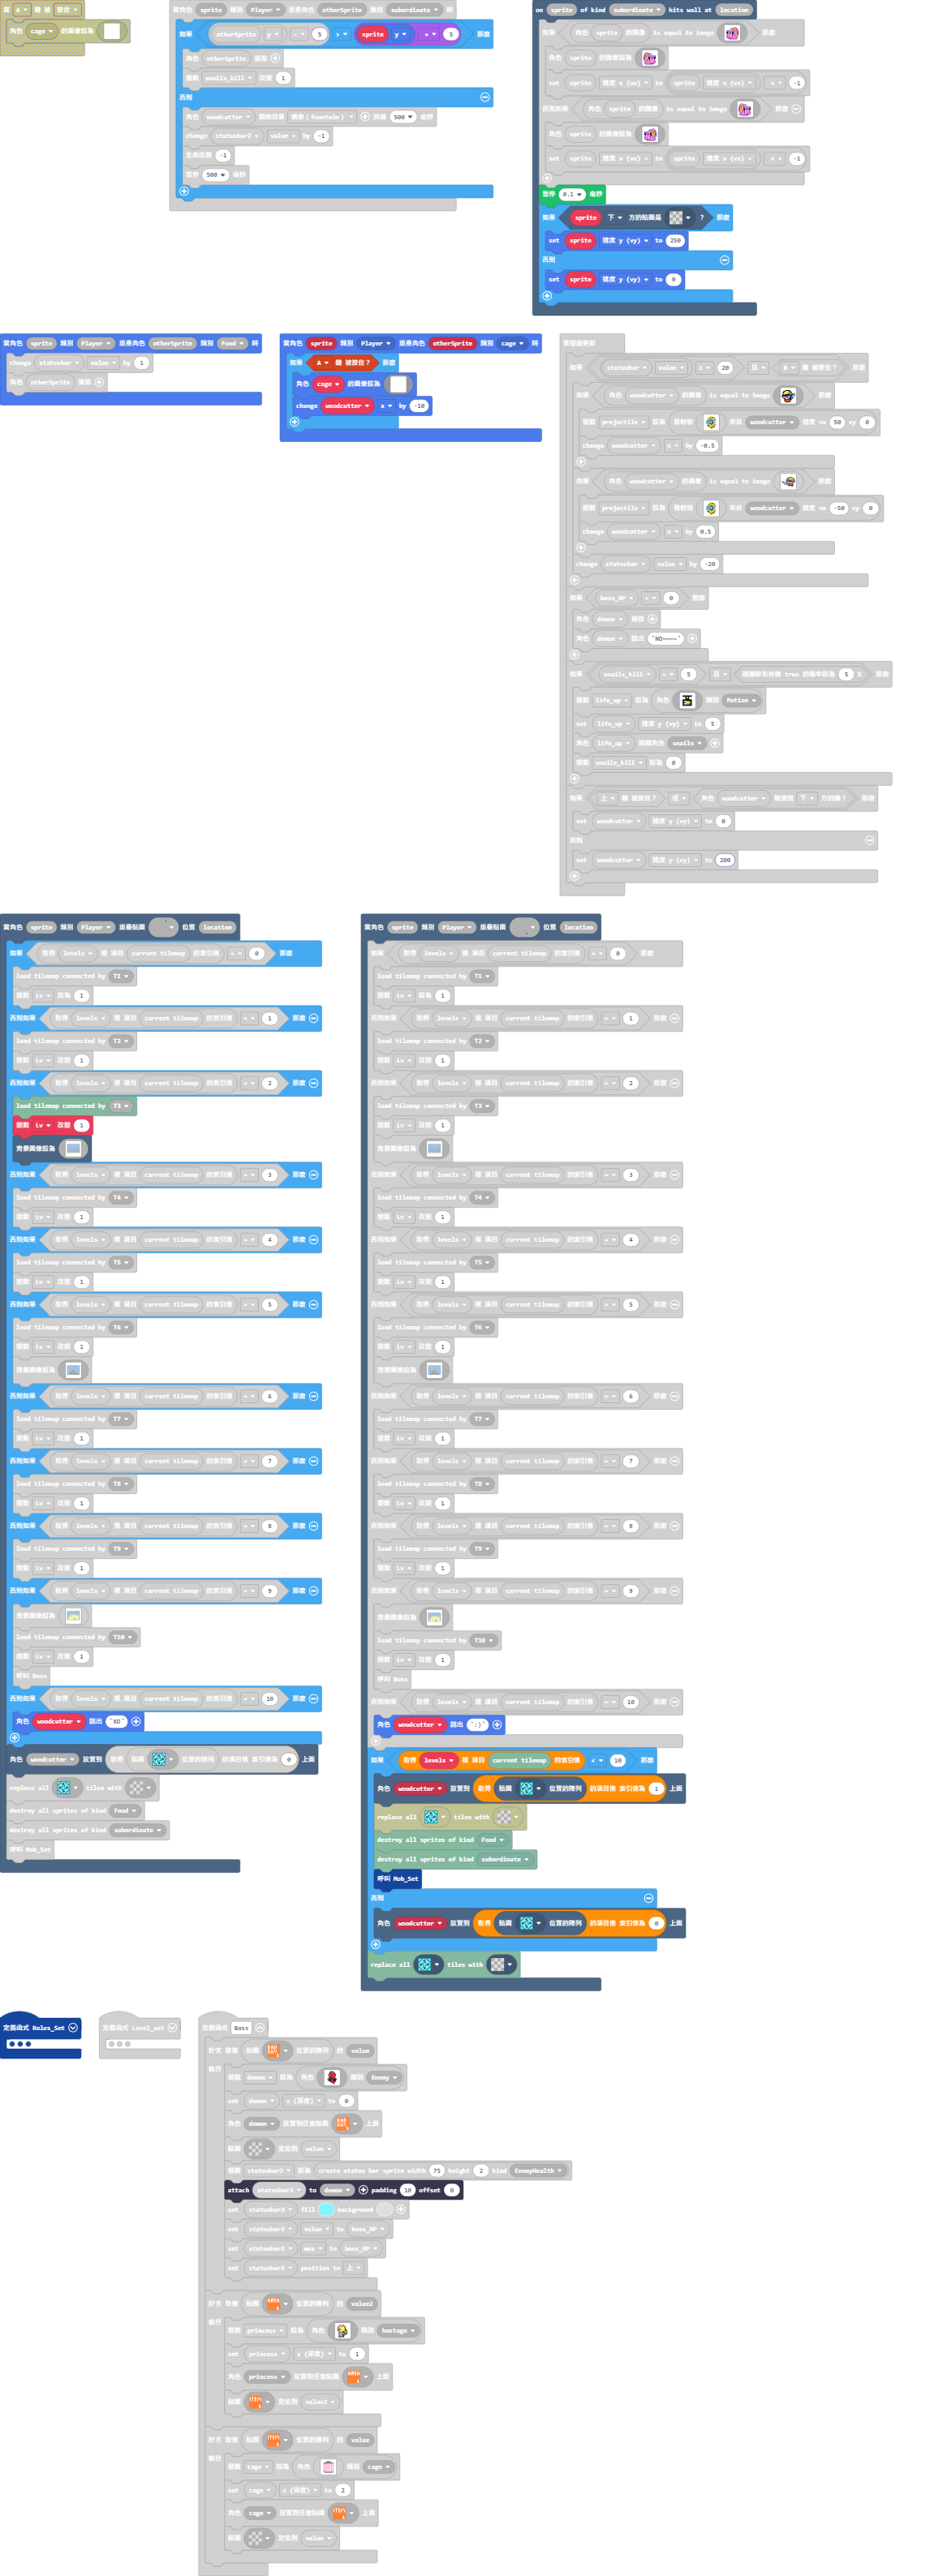 當 A 鍵 被 按住
角色 cage 的圖像設為
當角色 sprite 類別 Player 重疊角色 otherSprite 類別 subordinate 時
如果 otherSprite y - 5 > sprite y + 5 那麼
角色 otherSprite 摧毀
變數 snails_kill 改變 1
否則
角色 woodcutter 開始效果 噴泉 (fountain) 持續 500 毫秒
change statusbar2 value by -1
生命改變 -1
暫停 500 毫秒
on sprite of kind subordinate hits wall at location
如果 角色 sprite 的圖像 is equal to image 那麼
角色 sprite 的圖像設為
set sprite 速度 x (vx) to sprite 速度 x (vx) × -1
否則如果 角色 sprite 的圖像 is equal to image 那麼
角色 sprite 的圖像設為
set sprite 速度 x (vx) to sprite 速度 x (vx) × -1
暫停 0.1 毫秒
如果 sprite 下 方的貼圖是 ? 那麼
set sprite 速度 y (vy) to 250
否則
set sprite 速度 y (vy) to 0
當角色 sprite 類別 Player 重疊角色 otherSprite 類別 Food 時
change statusbar value by 1
角色 otherSprite 摧毀
當角色 sprite 類別 Player 重疊角色 otherSprite 類別 cage 時
如果 A 鍵 被按住? 那麼
角色 cage 的圖像設為
change woodcutter x by -10
當遊戲更新
如果 statusbar value ≥ 20 且 B 鍵 被按住? 那麼
如果 角色 woodcutter 的圖像 is equal to image 那麼
變數 projectile 設為 發射物 來自 woodcutter 速度 vx 50 vy 0
change woodcutter x by -0.5
如果 角色 woodcutter 的圖像 is equal to image 那麼
變數 projectile 設為 發射物 來自 woodcutter 速度 vx -50 vy 0
change woodcutter x by 0.5
change statusbar value by -20
如果 boss_HP = 0 那麼
角色 demon 摧毀
角色 demon 說出 "NO~~~~"
如果 snails_kill = 5 且 隨機取布林值 true 的機率設為 5 % 那麼
變數 life_up 設為 角色 類別 Potion
set life_up 速度 y (vy) to 5
角色 life_up 跟隨角色 snails
變數 snails_kill 設為 0
如果 上 鍵 被按住? 或 角色 woodcutter 碰撞到 下 方的牆? 那麼
set woodcutter 速度 y (vy) to 0
否則
set woodcutter 速度 y (vy) to 200
當角色 sprite 類別 Player 重疊貼圖 位置 location
如果 取得 levels 裡 項目 current tilemap 的索引值 = 0 那麼
load tilemap connected by T1
變數 Lv 設為 1
否則如果 取得 levels 裡 項目 current tilemap 的索引值 = 1 那麼
load tilemap connected by T2
變數 Lv 改變 1
否則如果 取得 levels 裡 項目 current tilemap 的索引值 = 2 那麼
load tilemap connected by T3
變數 Lv 改變 1
背景圖像設為
否則如果 取得 levels 裡 項目 current tilemap 的索引值 = 3 那麼
load tilemap connected by T4
變數 Lv 改變 1
否則如果 取得 levels 裡 項目 current tilemap 的索引值 = 4 那麼
load tilemap connected by T5
變數 Lv 改變 1
否則如果 取得 levels 裡 項目 current tilemap 的索引值 = 5 那麼
load tilemap connected by T6
變數 Lv 改變 1
背景圖像設為
否則如果 取得 levels 裡 項目 current tilemap 的索引值 = 6 那麼
load tilemap connected by T7
變數 Lv 改變 1
否則如果 取得 levels 裡 項目 current tilemap 的索引值 = 7 那麼
load tilemap connected by T8
變數 Lv 改變 1
否則如果 取得 levels 裡 項目 current tilemap 的索引值 = 8 那麼
load tilemap connected by T9
變數 Lv 改變 1
否則如果 取得 levels 裡 項目 current tilemap 的索引值 = 9 那麼
背景圖像設為
load tilemap connected by T10
變數 Lv 改變 1
呼叫 Boss
否則如果 取得 levels 裡 項目 current tilemap 的索引值 = 10 那麼
角色 woodcutter 說出 "XD"
角色 woodcutter 放置到 取得 貼圖 位置的陣列 的項目值 索引值為 0 上面
replace all tiles with
destroy all sprites of kind Food
destroy all sprites of kind subordinate
呼叫 Mob_Set
當角色 sprite 類別 Player 重疊貼圖 位置 location
如果 取得 levels 裡 項目 current tilemap 的索引值 = 0 那麼
load tilemap connected by T1
變數 Lv 設為 1
否則如果 取得 levels 裡 項目 current tilemap 的索引值 = 1 那麼
load tilemap connected by T2
變數 Lv 改變 1
否則如果 取得 levels 裡 項目 current tilemap 的索引值 = 2 那麼
load tilemap connected by T3
變數 Lv 改變 1
背景圖像設為
否則如果 取得 levels 裡 項目 current tilemap 的索引值 = 3 那麼
load tilemap connected by T4
變數 Lv 改變 1
否則如果 取得 levels 裡 項目 current tilemap 的索引值 = 4 那麼
load tilemap connected by T5
變數 Lv 改變 1
否則如果 取得 levels 裡 項目 current tilemap 的索引值 = 5 那麼
load tilemap connected by T6
變數 Lv 改變 1
背景圖像設為
否則如果 取得 levels 裡 項目 current tilemap 的索引值 = 6 那麼
load tilemap connected by T7
變數 Lv 改變 1
否則如果 取得 levels 裡 項目 current tilemap 的索引值 = 7 那麼
load tilemap connected by T8
變數 Lv 改變 1
否則如果 取得 levels 裡 項目 current tilemap 的索引值 = 8 那麼
load tilemap connected by T9
變數 Lv 改變 1
否則如果 取得 levels 裡 項目 current tilemap 的索引值 = 9 那麼
背景圖像設為
load tilemap connected by T10
變數 Lv 改變 1
呼叫 Boss
否則如果 取得 levels 裡 項目 current tilemap 的索引值 = 10 那麼
角色 woodcutter 說出 ":)"
如果 取得 levels 裡 項目 current tilemap 的索引值 < 10 那麼
角色 woodcutter 放置到 取得 貼圖 位置的陣列 的項目值 索引值為 1 上面
replace all tiles with
destroy all sprites of kind Food
destroy all sprites of kind subordinate
呼叫 Mob_Set
否則
角色 woodcutter 放置到 取得 貼圖 位置的陣列 的項目值 索引值為 0 上面
replace all tiles with
定義函式 Roles_Set
定義函式 Level_set
定義函式 Boss
計次 取值 貼圖 位置的陣列 的 value
執行
變數 demon 設為 角色 類別 Enemy
set demon z (深度) to 0
角色 demon 放置到任意貼圖 上面
貼圖 定位到 value
變數 statusbar3 設為 create status bar sprite width 75 height 2 kind EnemyHealth
attach statusbar3 to demon padding 10 offset 0
set statusbar3 fill background
set statusbar3 value to boss_HP
set statusbar3 max to boss_HP
set statusbar3 position to 上
計次 取值 貼圖 位置的陣列 的 value2
執行
變數 princess 設為 角色 類別 hostage
set princess z (深度) to 1
角色 princess 放置到任意貼圖 上面
貼圖 定位到 value2
計次 取值 貼圖 位置的陣列 的 value
執行
變數 cage 設為 角色 類別 cage
set cage z (深度) to 2
角色 cage 放置到任意貼圖 上面
貼圖 定位到 value